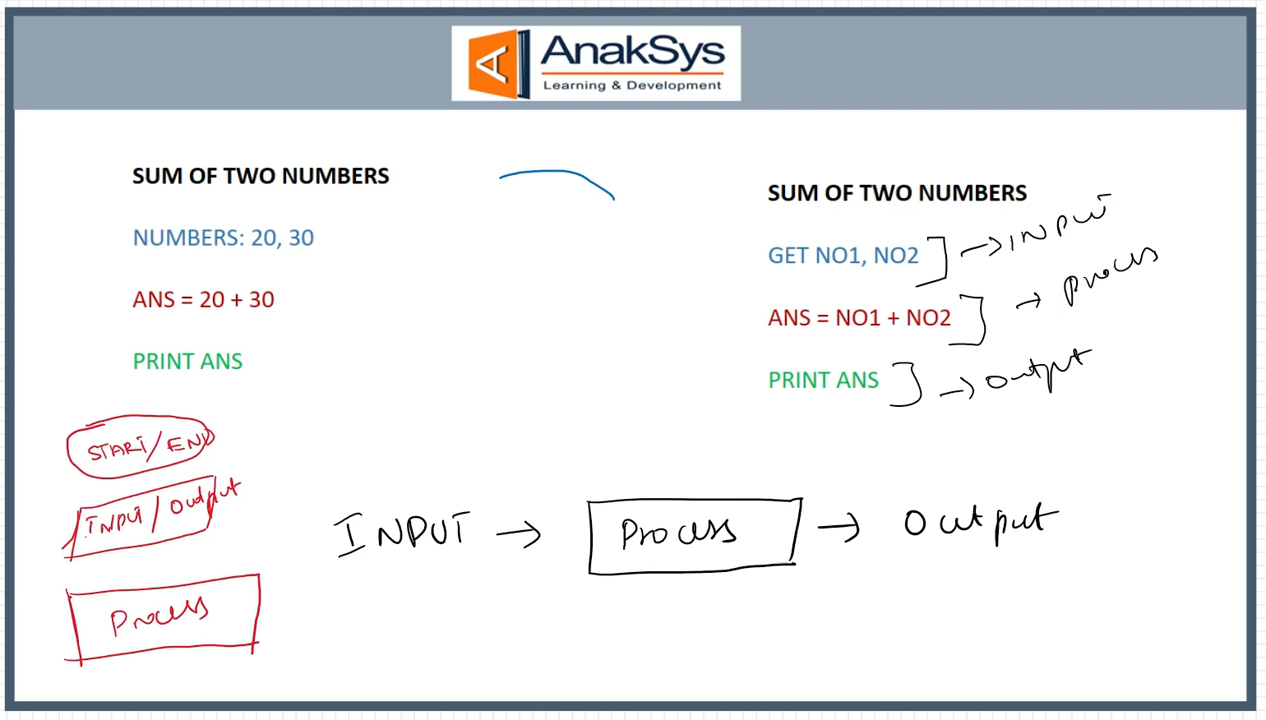 AnakSys
Learning & Development
SUM OF TWO NUMBERS
NUMBERS: 20, 30
ANS = 20 + 30
PRINT ANS
SUM OF TWO NUMBERS
GET NO1, NO2 → INPUT
ANS = NO1 + NO2 → Process
PRINT ANS → Output
START/END
INPUT/Output
Process
INPUT → Process → Output